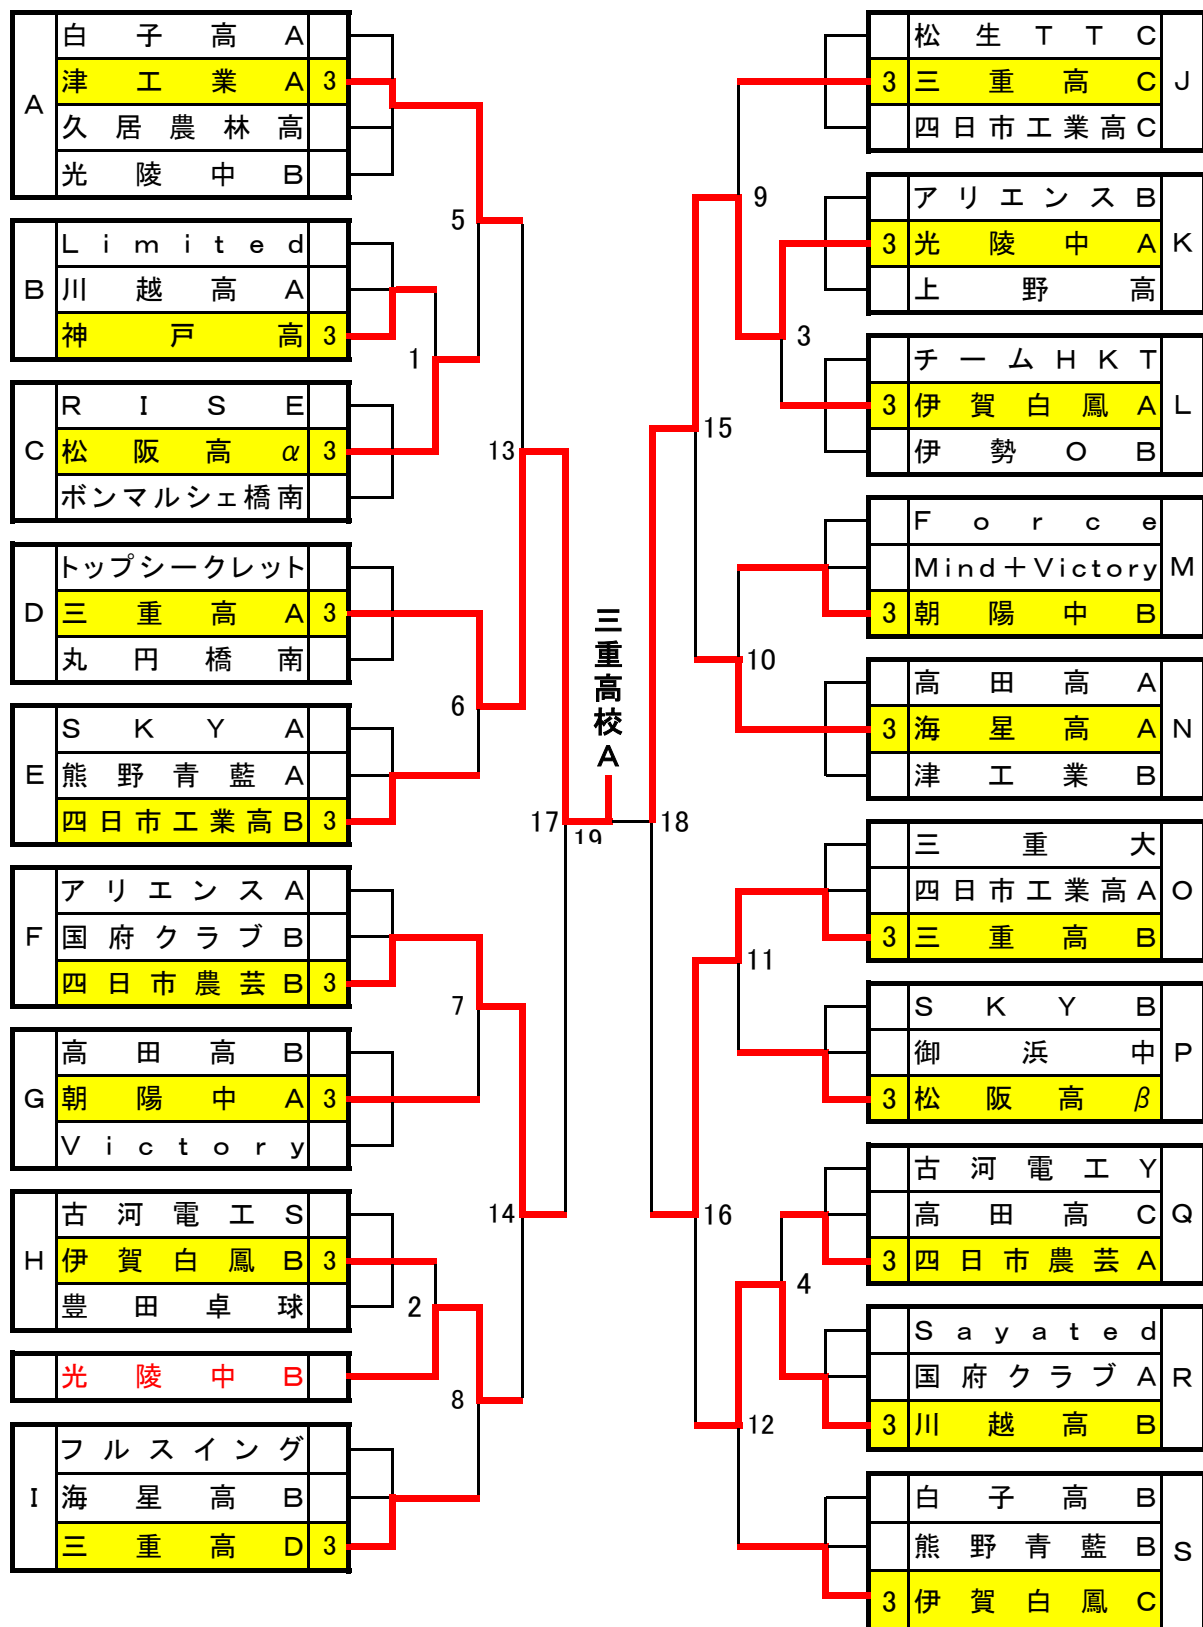 A
白子高A
津工業A 3
久居農林高
光陵中B
B
Limited
川越高A
神戸高 3
C
RISE
松阪高α 3
ボンマルシェ橋南
D
トップシークレット
三重高A 3
丸円橋南
E
SKYA
熊野青藍A
四日市工業高B 3
F
アリエンスA
国府クラブB
四日市農芸B 3
G
高田高B
朝陽中A 3
Victory
H
古河電工S
伊賀白鳳B 3
豊田卓球
光陵中B
I
フルスイング
海星高B
三重高D 3
1
2
5
6
7
8
13
14
17
三重高校A
19
18
15
16
9
10
11
12
3
4
松生TTC
3 三重高C
四日市工業高C
J
アリエンスB
3 光陵中A
上野高
K
チームHKT
3 伊賀白鳳A
伊勢OB
L
Force
Mind+Victory
3 朝陽中B
M
高田高A
3 海星高A
津工業B
N
三重大
四日市工業高A
3 三重高B
O
SKYB
御浜中
3 松阪高β
P
古河電工Y
高田高C
3 四日市農芸A
Q
Sayated
国府クラブA
3 川越高B
R
白子高B
熊野青藍B
3 伊賀白鳳C
S